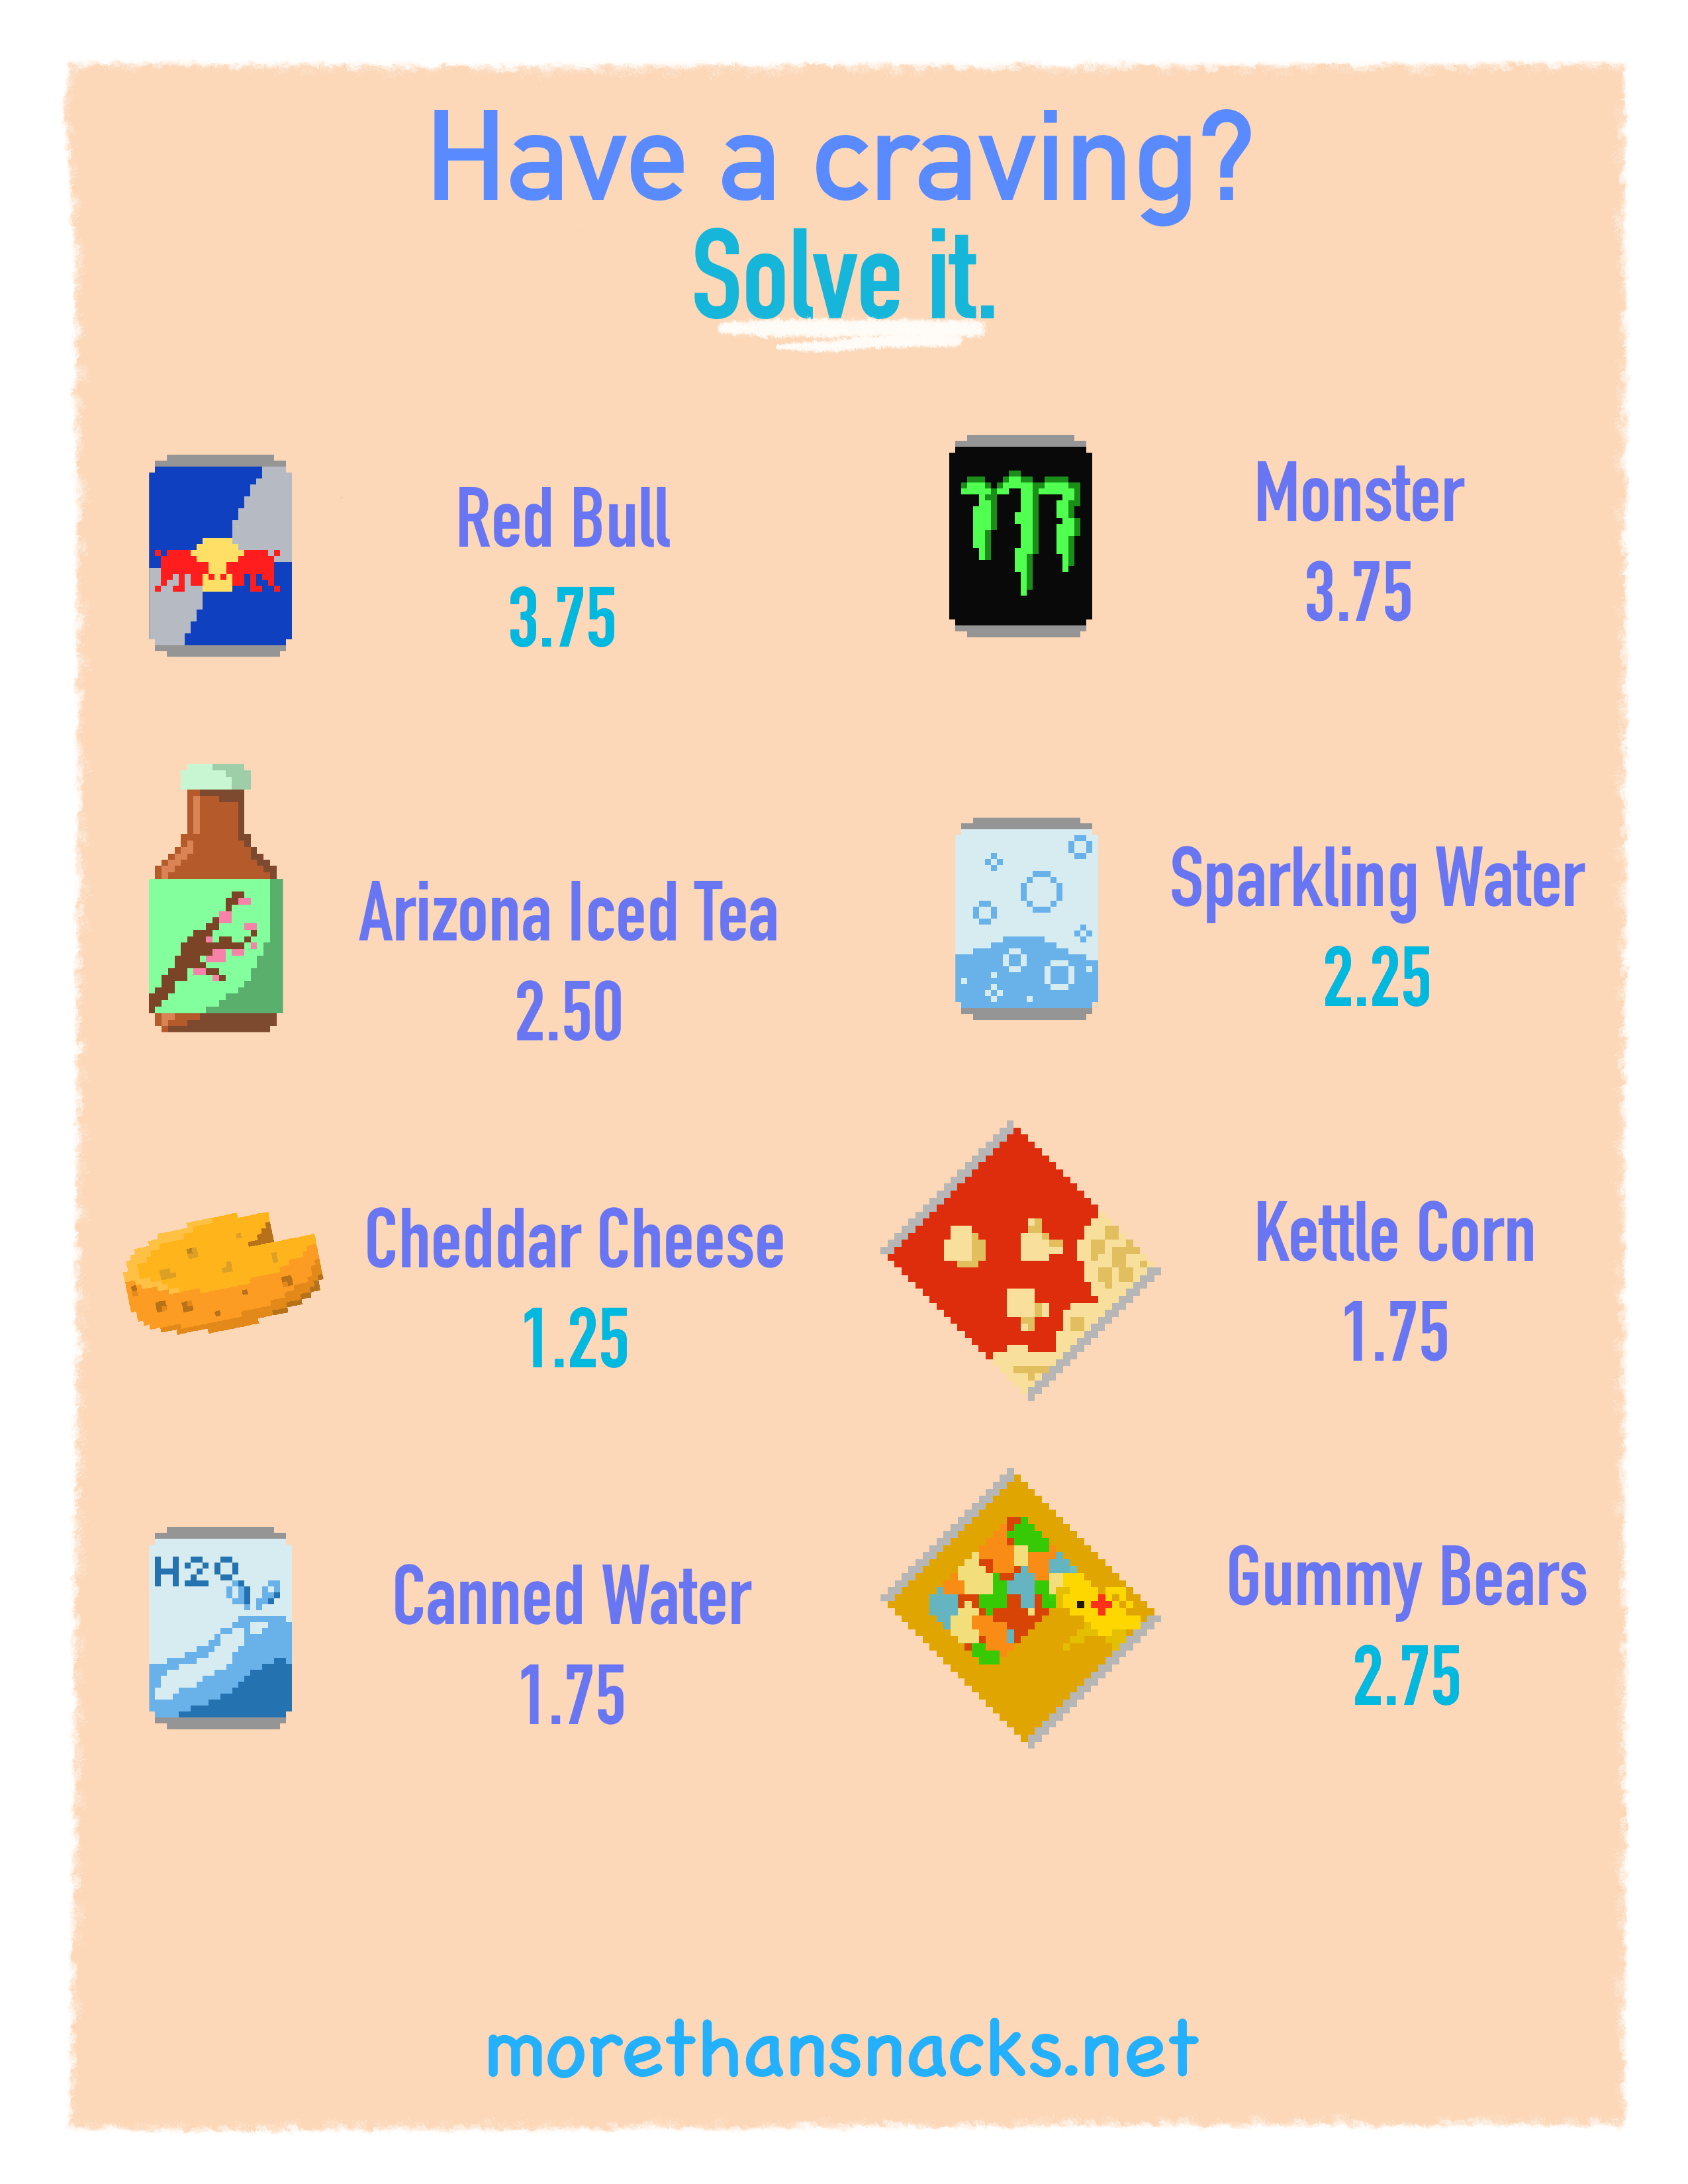 Have a craving?
Solve it.
Red Bull
3.75
Monster
3.75
Arizona Iced Tea
2.50
Sparkling Water
2.25
Cheddar Cheese
1.25
Kettle Corn
1.75
H2O
Canned Water
1.75
Gummy Bears
2.75
morethansnacks.net